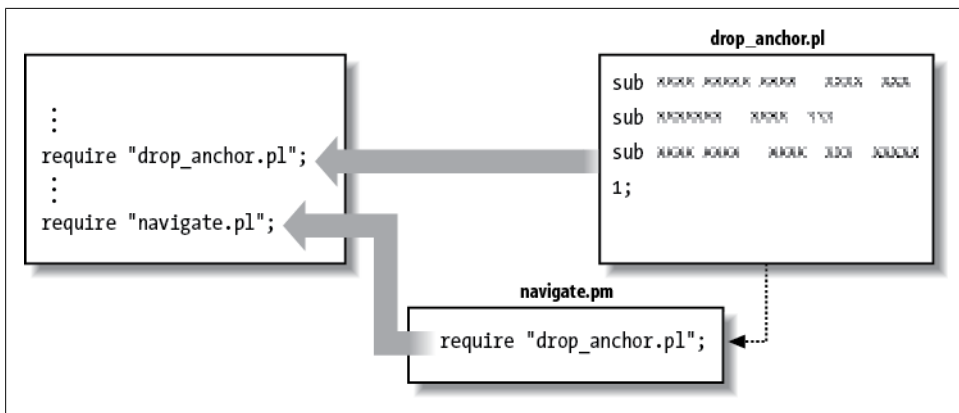 drop_anchor.pl
sub
sub
sub
1;
⋮
require "drop_anchor.pl";
⋮
require "navigate.pl";
navigate.pm
require "drop_anchor.pl";